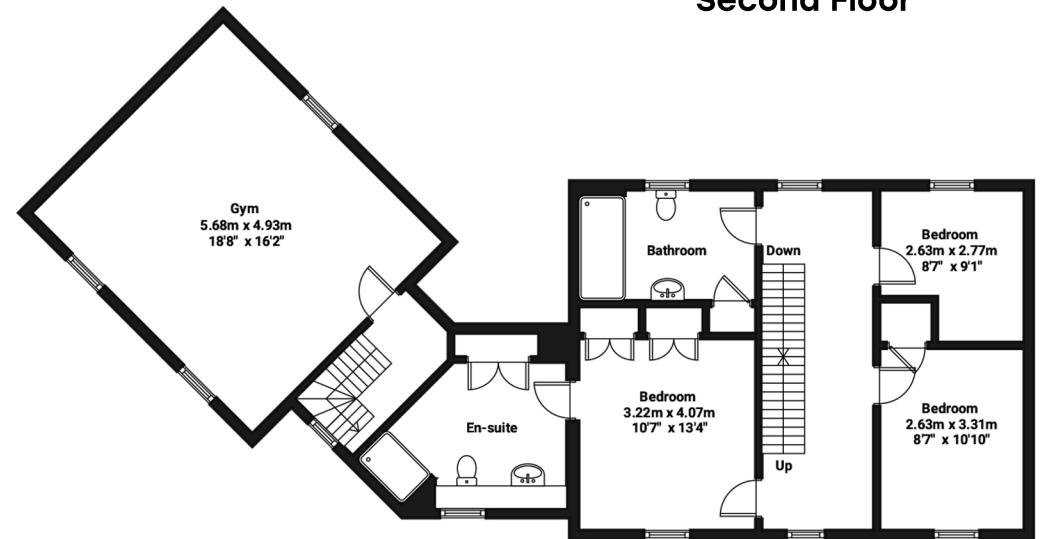 Second Floor
Gym
5.68m x 4.93m
18'8" x 16'2"
Bathroom
Down
Bedroom
2.63m x 2.77m
8'7" x 9'1"
Bedroom
3.22m x 4.07m
10'7" x 13'4"
En-suite
Bedroom
2.63m x 3.31m
8'7" x 10'10"
Up